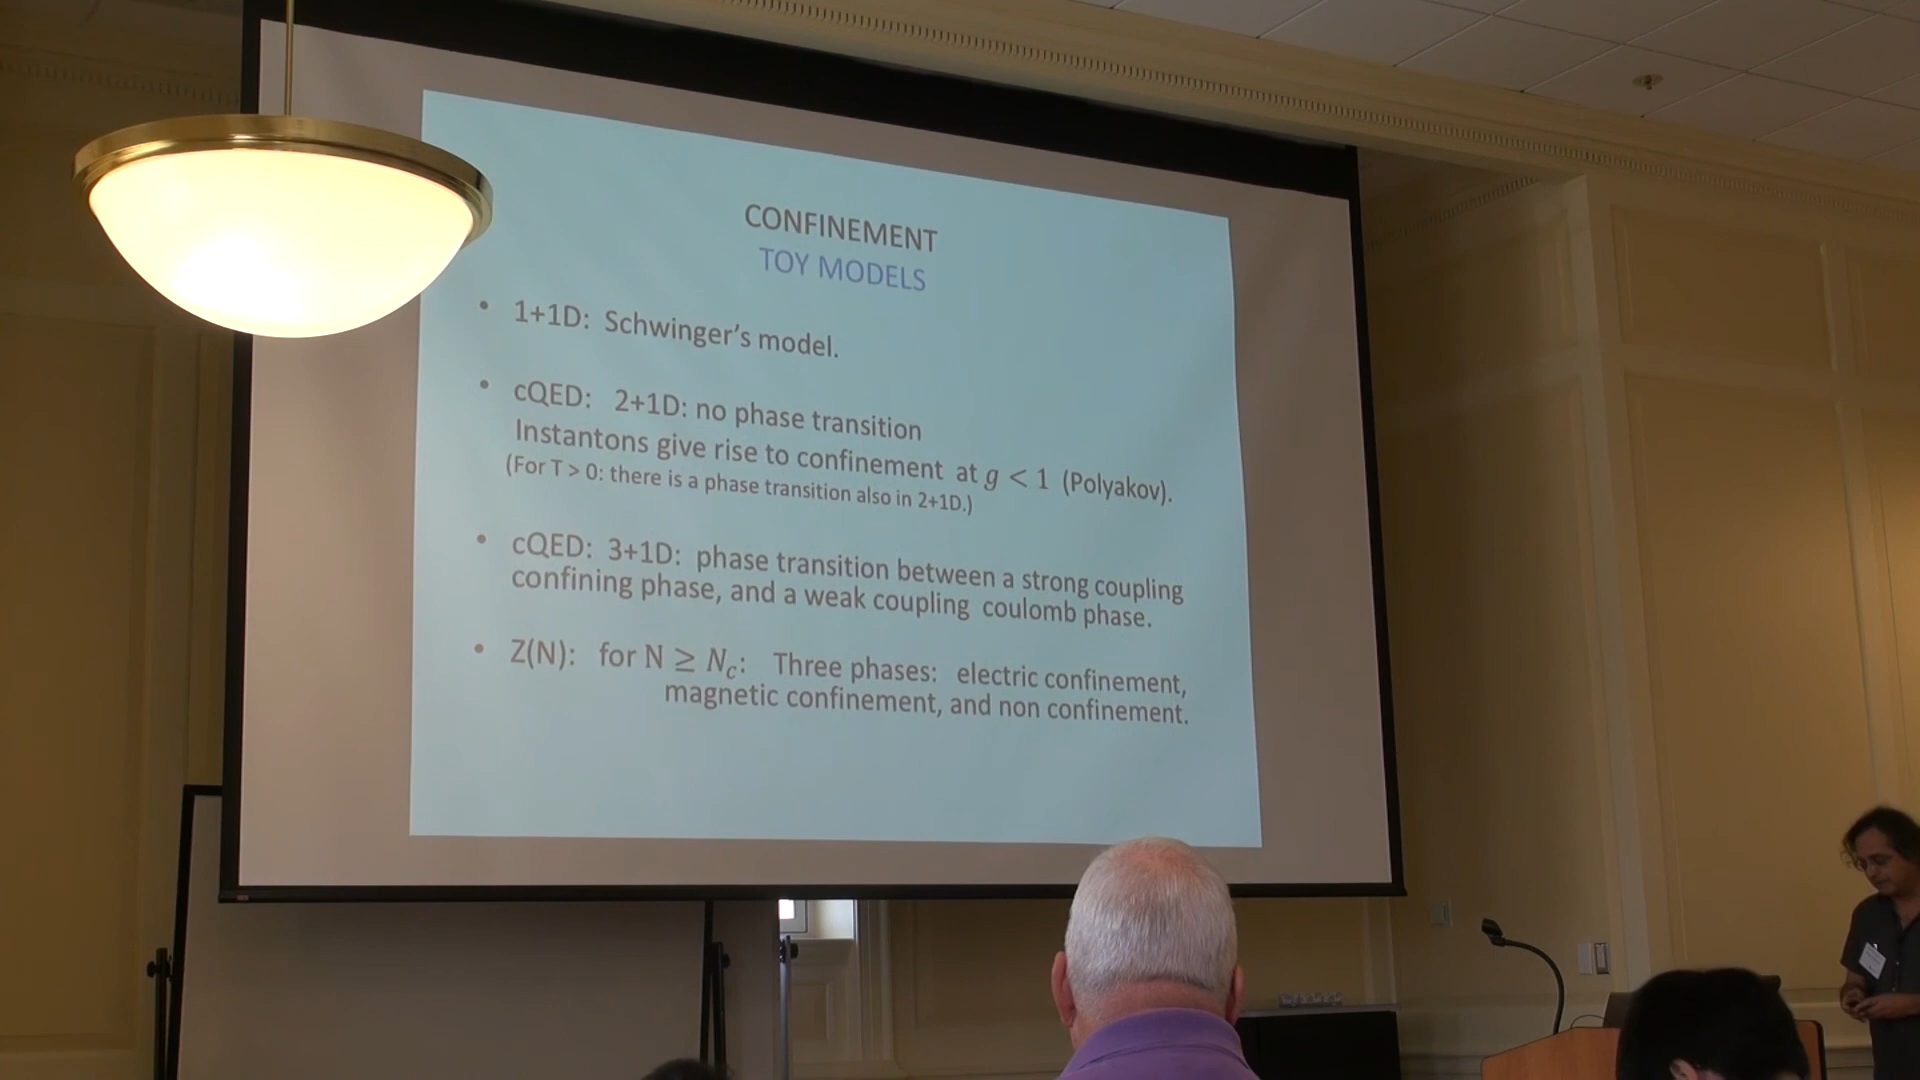 CONFINEMENT
TOY MODELS
• 1+1D: Schwinger's model.
• cQED: 2+1D: no phase transition
Instantons give rise to confinement at g < 1 (Polyakov).
(For T > 0: there is a phase transition also in 2+1D.)
• cQED: 3+1D: phase transition between a strong coupling
confining phase, and a weak coupling coulomb phase.
• Z(N): for N ≥ N_c: Three phases: electric confinement,
magnetic confinement, and non confinement.